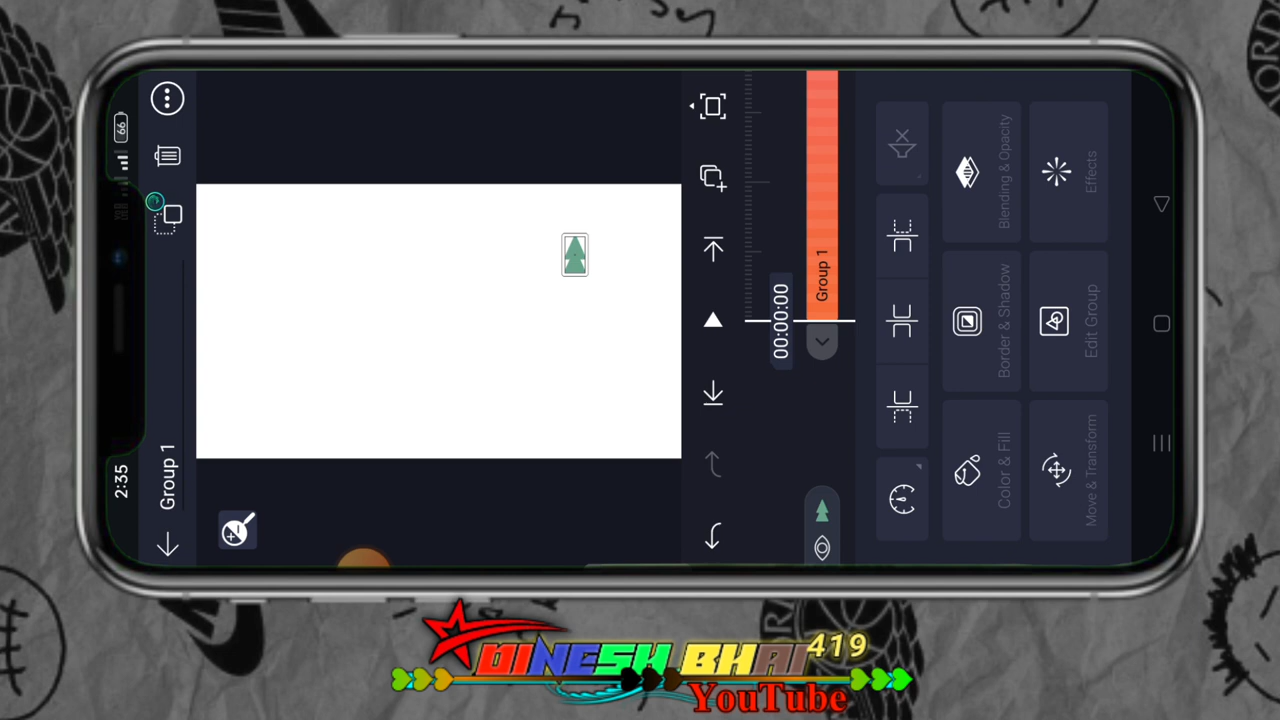 2:35
66
Group 1
00:00:00
Group 1
Blending & Opacity
Effects
Border & Shadow
Edit Group
Color & Fill
Move & Transform
DINESH BHAI 419
YouTube